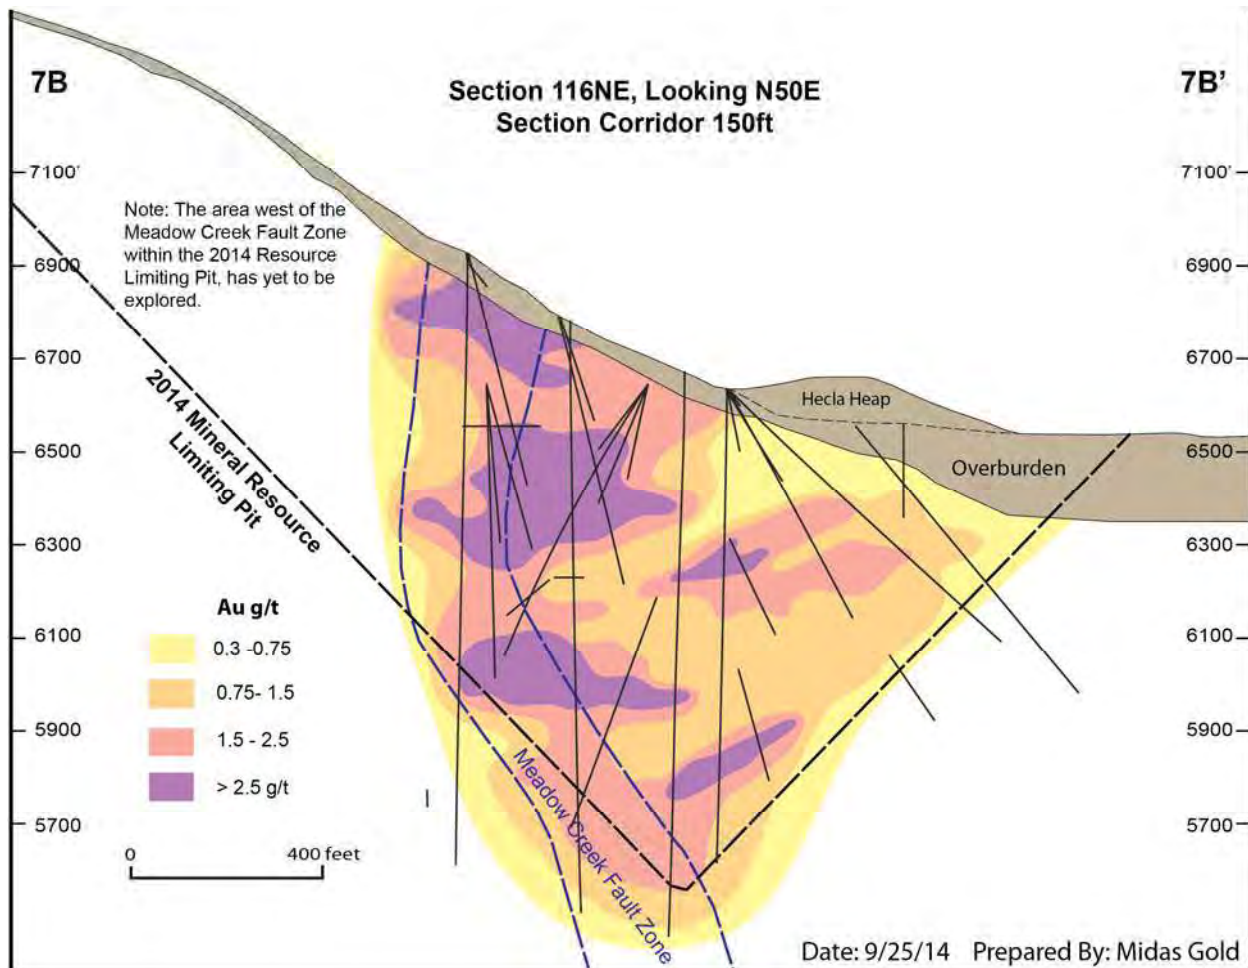 7B
Section 116NE, Looking N50E
Section Corridor 150ft
7B'
7100'
7100'
Note: The area west of the
Meadow Creek Fault Zone
within the 2014 Resource
Limiting Pit, has yet to be
explored.
6900
6900
6700
6700
2014 Mineral Resource
Limiting Pit
Hecla Heap
Overburden
6500
6500
6300
6300
Au g/t
0.3 -0.75
0.75- 1.5
1.5 - 2.5
> 2.5 g/t
6100
6100
5900
5900
Meadow Creek Fault Zone
5700
5700
0
400 feet
Date: 9/25/14 Prepared By: Midas Gold